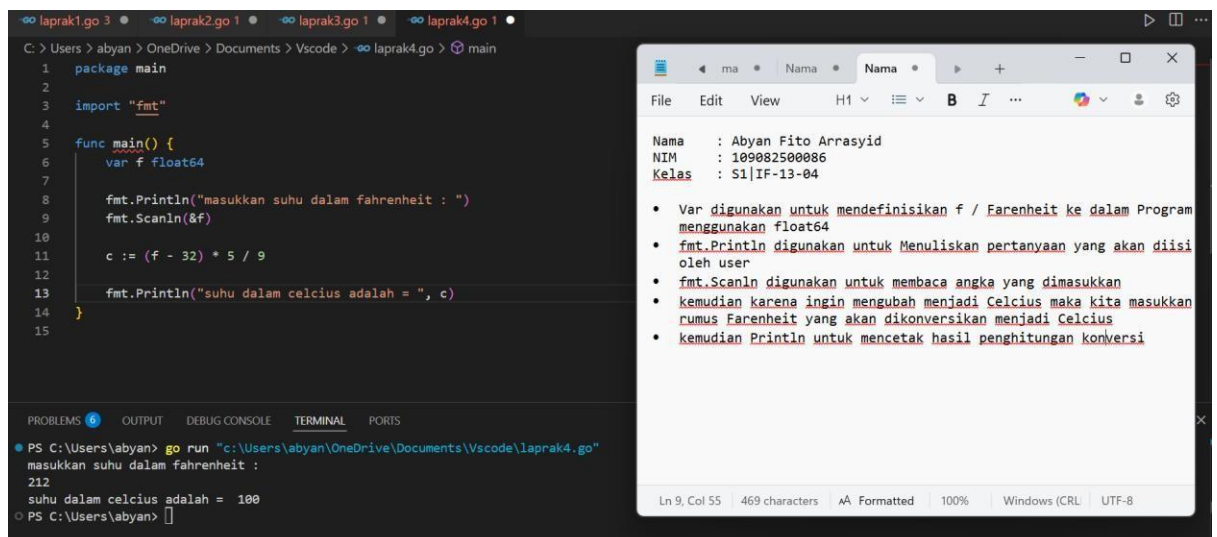 laprak1.go 3 ●
laprak2.go 1 ●
laprak3.go 1 ●
laprak4.go 1 ●
C: > Users > abyan > OneDrive > Documents > Vscode > laprak4.go > main
1 package main
2
3 import "fmt"
4
5 func main() {
6 var f float64
7
8 fmt.Println("masukkan suhu dalam fahrenheit : ")
9 fmt.Scanln(&f)
10
11 c := (f - 32) * 5 / 9
12
13 fmt.Println("suhu dalam celcius adalah = ", c)
14 }
15
PROBLEMS 6 OUTPUT DEBUG CONSOLE TERMINAL PORTS
PS C:\Users\abyan> go run "c:\Users\abyan\OneDrive\Documents\Vscode\laprak4.go"
masukkan suhu dalam fahrenheit :
212
suhu dalam celcius adalah =  100
PS C:\Users\abyan>
ma Nama Nama
File Edit View H1 B I ...
Nama : Abyan Fito Arrasyid
NIM : 109082500086
Kelas : S1|IF-13-04
• Var digunakan untuk mendefinisikan f / Farenheit ke dalam Program
menggunakan float64
• fmt.Println digunakan untuk Menuliskan pertanyaan yang akan diisi
oleh user
• fmt.Scanln digunakan untuk membaca angka yang dimasukkan
• kemudian karena ingin mengubah menjadi Celcius maka kita masukkan
rumus Farenheit yang akan dikonversikan menjadi Celcius
• kemudian Println untuk mencetak hasil penghitungan konversi
Ln 9, Col 55 469 characters Formatted 100% Windows (CRL UTF-8